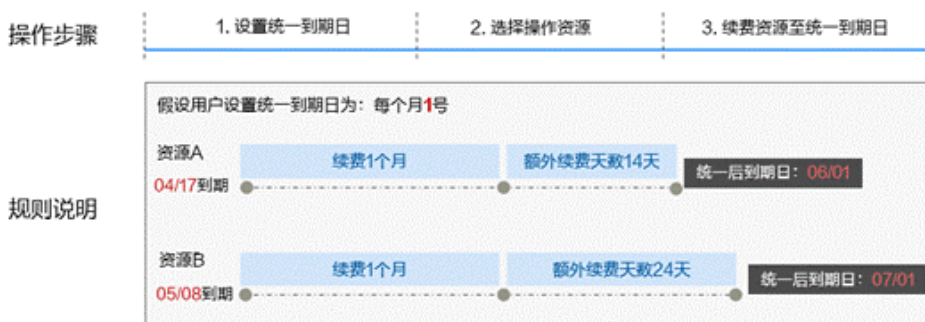 操作步骤
1. 设置统一到期日
2. 选择操作资源
3. 续费资源至统一到期日
规则说明
假设用户设置统一到期日为：每个月1号
资源A
04/17到期
续费1个月
额外续费天数14天
统一后到期日：06/01
资源B
05/08到期
续费1个月
额外续费天数24天
统一后到期日：07/01